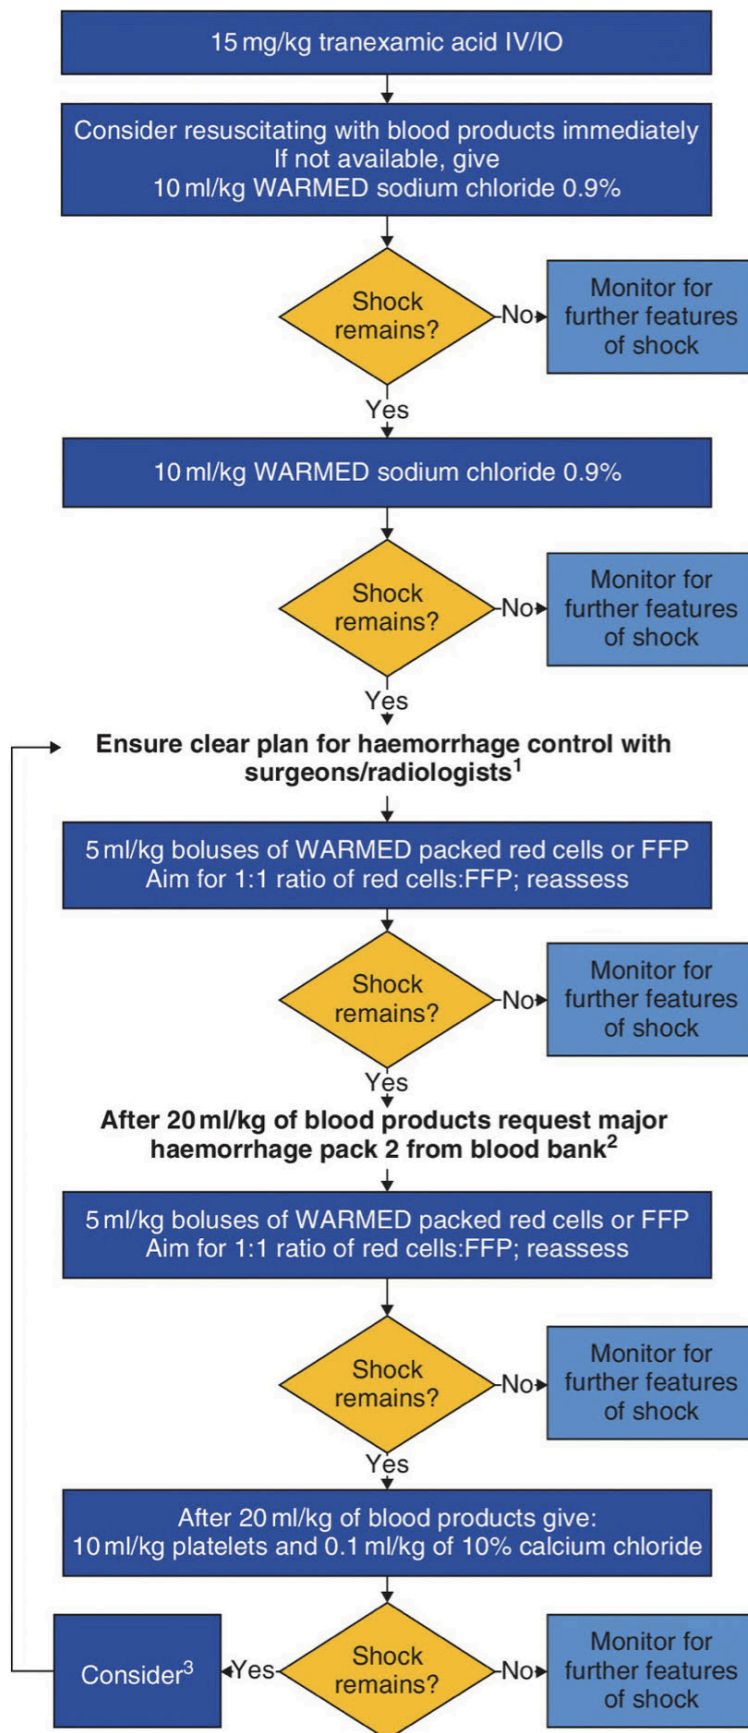 15 mg/kg tranexamic acid IV/IO
Consider resuscitating with blood products immediately
If not available, give
10 ml/kg WARMED sodium chloride 0.9%
Shock
remains?
No
Monitor for
further features
of shock
Yes
10 ml/kg WARMED sodium chloride 0.9%
Shock
remains?
No
Monitor for
further features
of shock
Yes
Ensure clear plan for haemorrhage control with
surgeons/radiologists¹
5 ml/kg boluses of WARMED packed red cells or FFP
Aim for 1:1 ratio of red cells:FFP; reassess
Shock
remains?
No
Monitor for
further features
of shock
Yes
After 20 ml/kg of blood products request major
haemorrhage pack 2 from blood bank²
5 ml/kg boluses of WARMED packed red cells or FFP
Aim for 1:1 ratio of red cells:FFP; reassess
Shock
remains?
No
Monitor for
further features
of shock
Yes
After 20 ml/kg of blood products give:
10 ml/kg platelets and 0.1 ml/kg of 10% calcium chloride
Consider³
Yes
Shock
remains?
No
Monitor for
further features
of shock